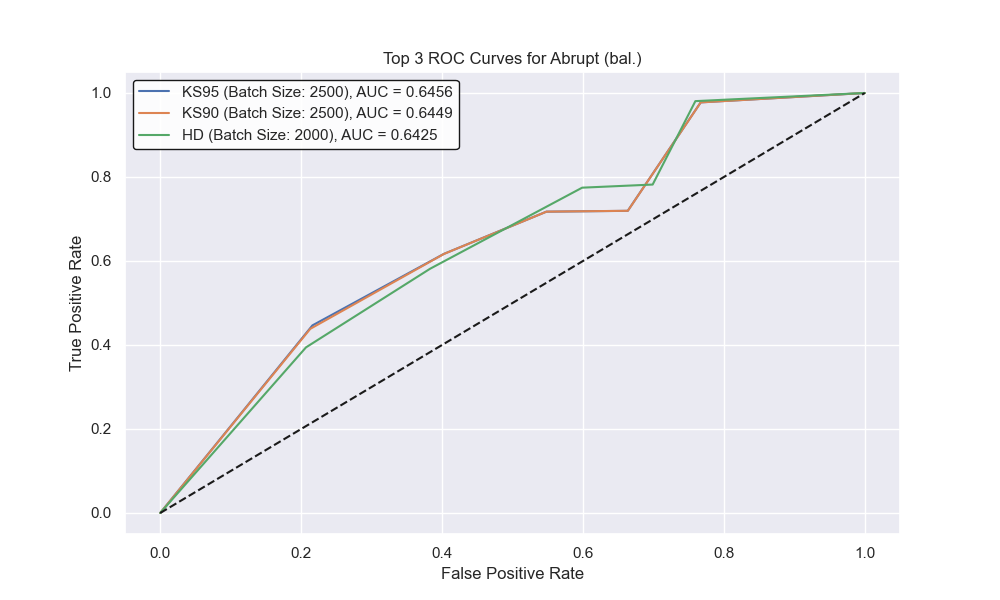 Top 3 ROC Curves for Abrupt (bal.)
KS95 (Batch Size: 2500), AUC = 0.6456
KS90 (Batch Size: 2500), AUC = 0.6449
HD (Batch Size: 2000), AUC = 0.6425
True Positive Rate
1.0
0.8
0.6
0.4
0.2
0.0
0.0 0.2 0.4 0.6 0.8 1.0
False Positive Rate